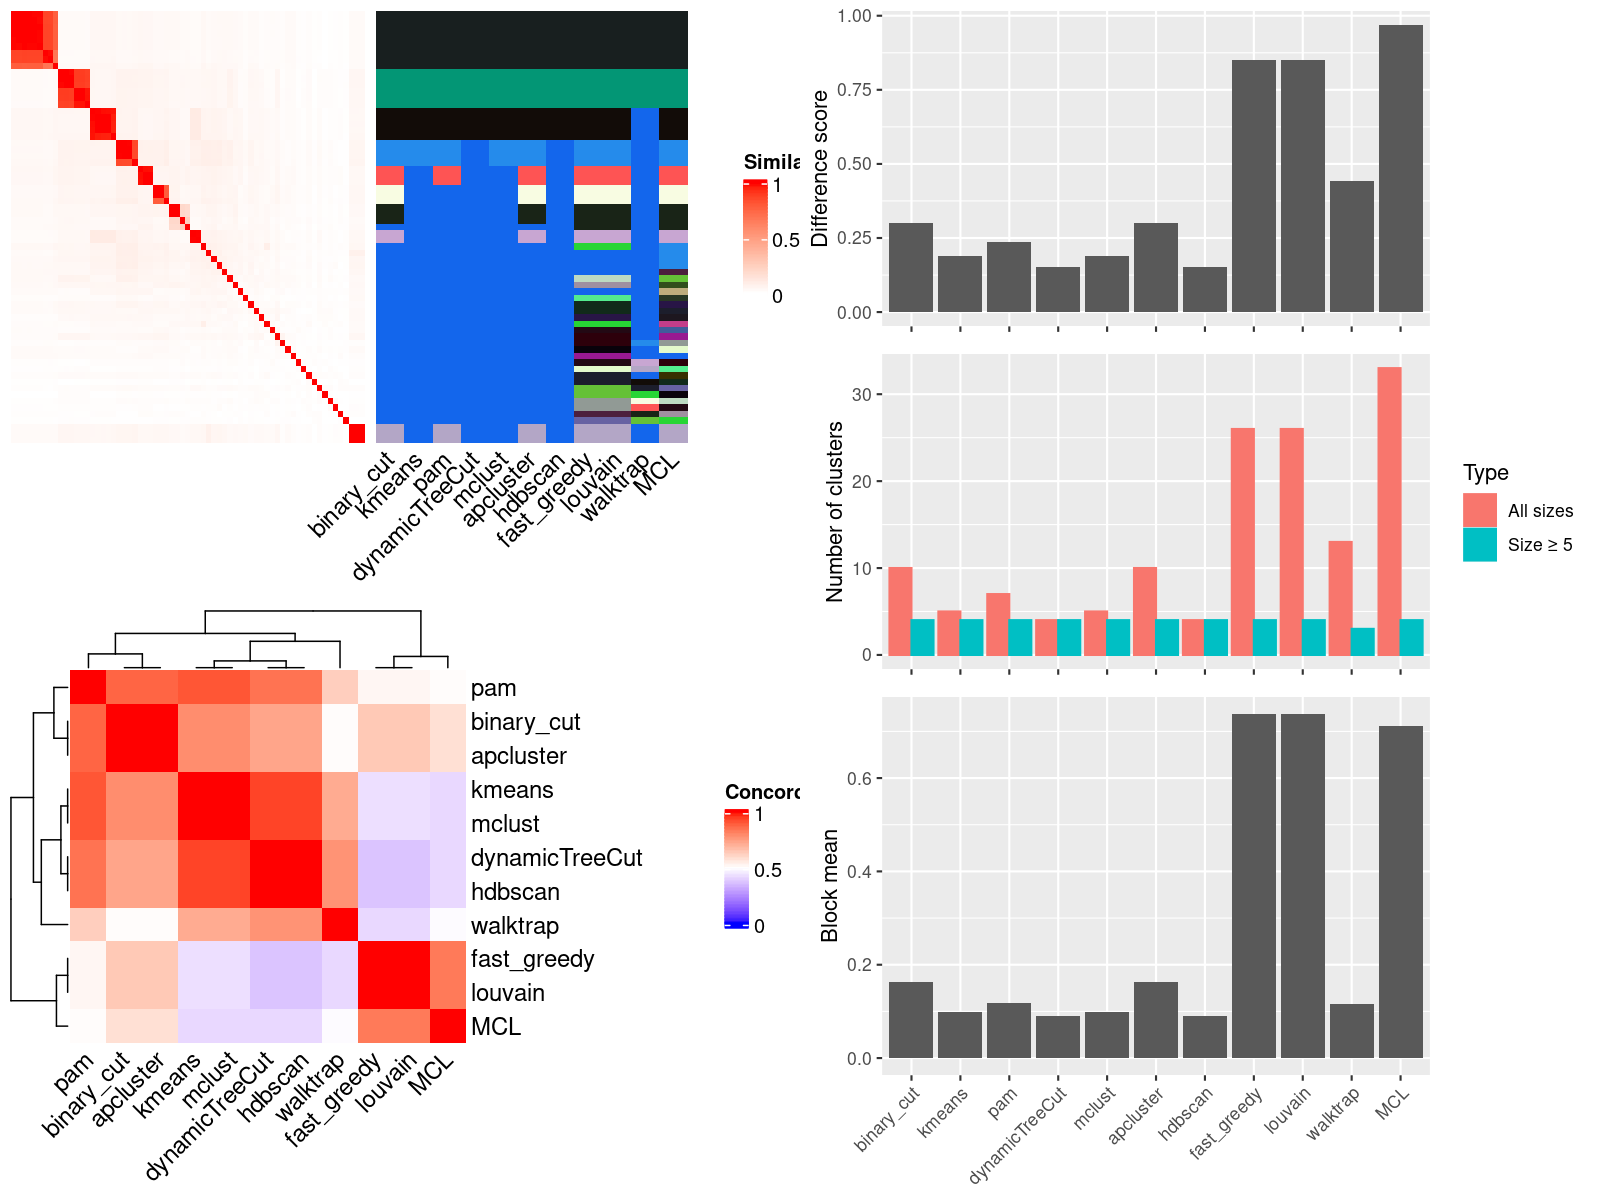 Simila
1
0.5
0
binary_cut
kmeans
pam
dynamicTreeCut
mclust
apcluster
hdbscan
fast_greedy
louvain
walktrap
MCL
pam
binary_cut
apcluster
kmeans
mclust
dynamicTreeCut
hdbscan
walktrap
fast_greedy
louvain
MCL
Concord
1
0.5
0
pam
binary_cut
apcluster
kmeans
mclust
dynamicTreeCut
hdbscan
walktrap
fast_greedy
louvain
MCL
Difference score
1.00
0.75
0.50
0.25
0.00
Number of clusters
30
20
10
0
Type
All sizes
Size ≥ 5
Block mean
0.6
0.4
0.2
0.0
binary_cut
kmeans
pam
dynamicTreeCut
mclust
apcluster
hdbscan
fast_greedy
louvain
walktrap
MCL